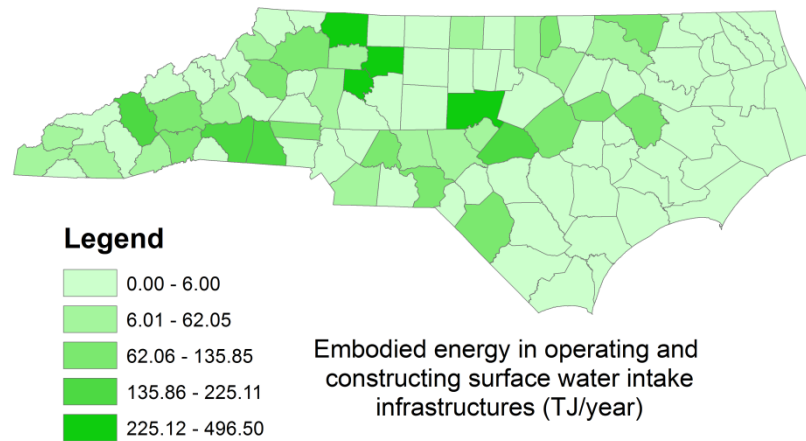 Legend
0.00 - 6.00
6.01 - 62.05
62.06 - 135.85
135.86 - 225.11
225.12 - 496.50
Embodied energy in operating and
constructing surface water intake
infrastructures (TJ/year)